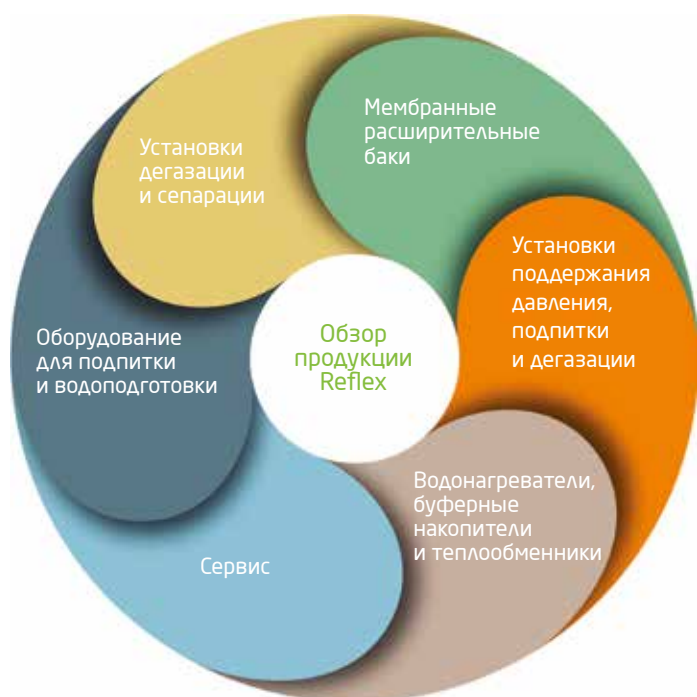 Обзор
продукции
Reflex
Мембранные
расширительные
баки
Установки
поддержания
давления,
подпитки
и дегазации
Водонагреватели,
буферные
накопители
и теплообменники
Сервис
Оборудование
для подпитки
и водоподготовки
Установки
дегазации
и сепарации